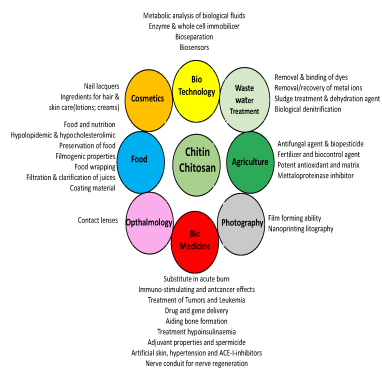 Metabolic analysis of biological fluids
Enzyme & whole cell immobilizer
Bioseparation
Biosensors
Bio
Technology
Nail lacquers
Ingredients for hair &
skin care(lotions; creams)
Cosmetics
Waste
water
Treatment
Removal & binding of dyes
Removal/recovery of metal ions
Sludge treatment & dehydration agent
Biological denitrification
Food and nutrition
Hypolopidemic & hypocholesterolimic
Preservation of food
Filmogenic properties
Food wrapping
Filtration & clarification of juices
Coating material
Food
Chitin
Chitosan
Agriculture
Antifungal agent & biopesticide
Fertilizer and biocontrol agent
Potent antioxidant and matrix
Mettaloproteinase inhibitor
Contact lenses
Opthalmology
Bio
Medicine
Photography
Film forming ability
Nanoprinting litography
Substitute in acute burn
Immuno-stimulating and antcancer effects
Treatment of Tumors and Leukemia
Drug and gene delivery
Aiding bone formation
Treatment hypoinsulinaemia
Adjuvant properties and spermicide
Artificial skin, hypertension and ACE-I-inhibitors
Nerve conduit for nerve regeneration